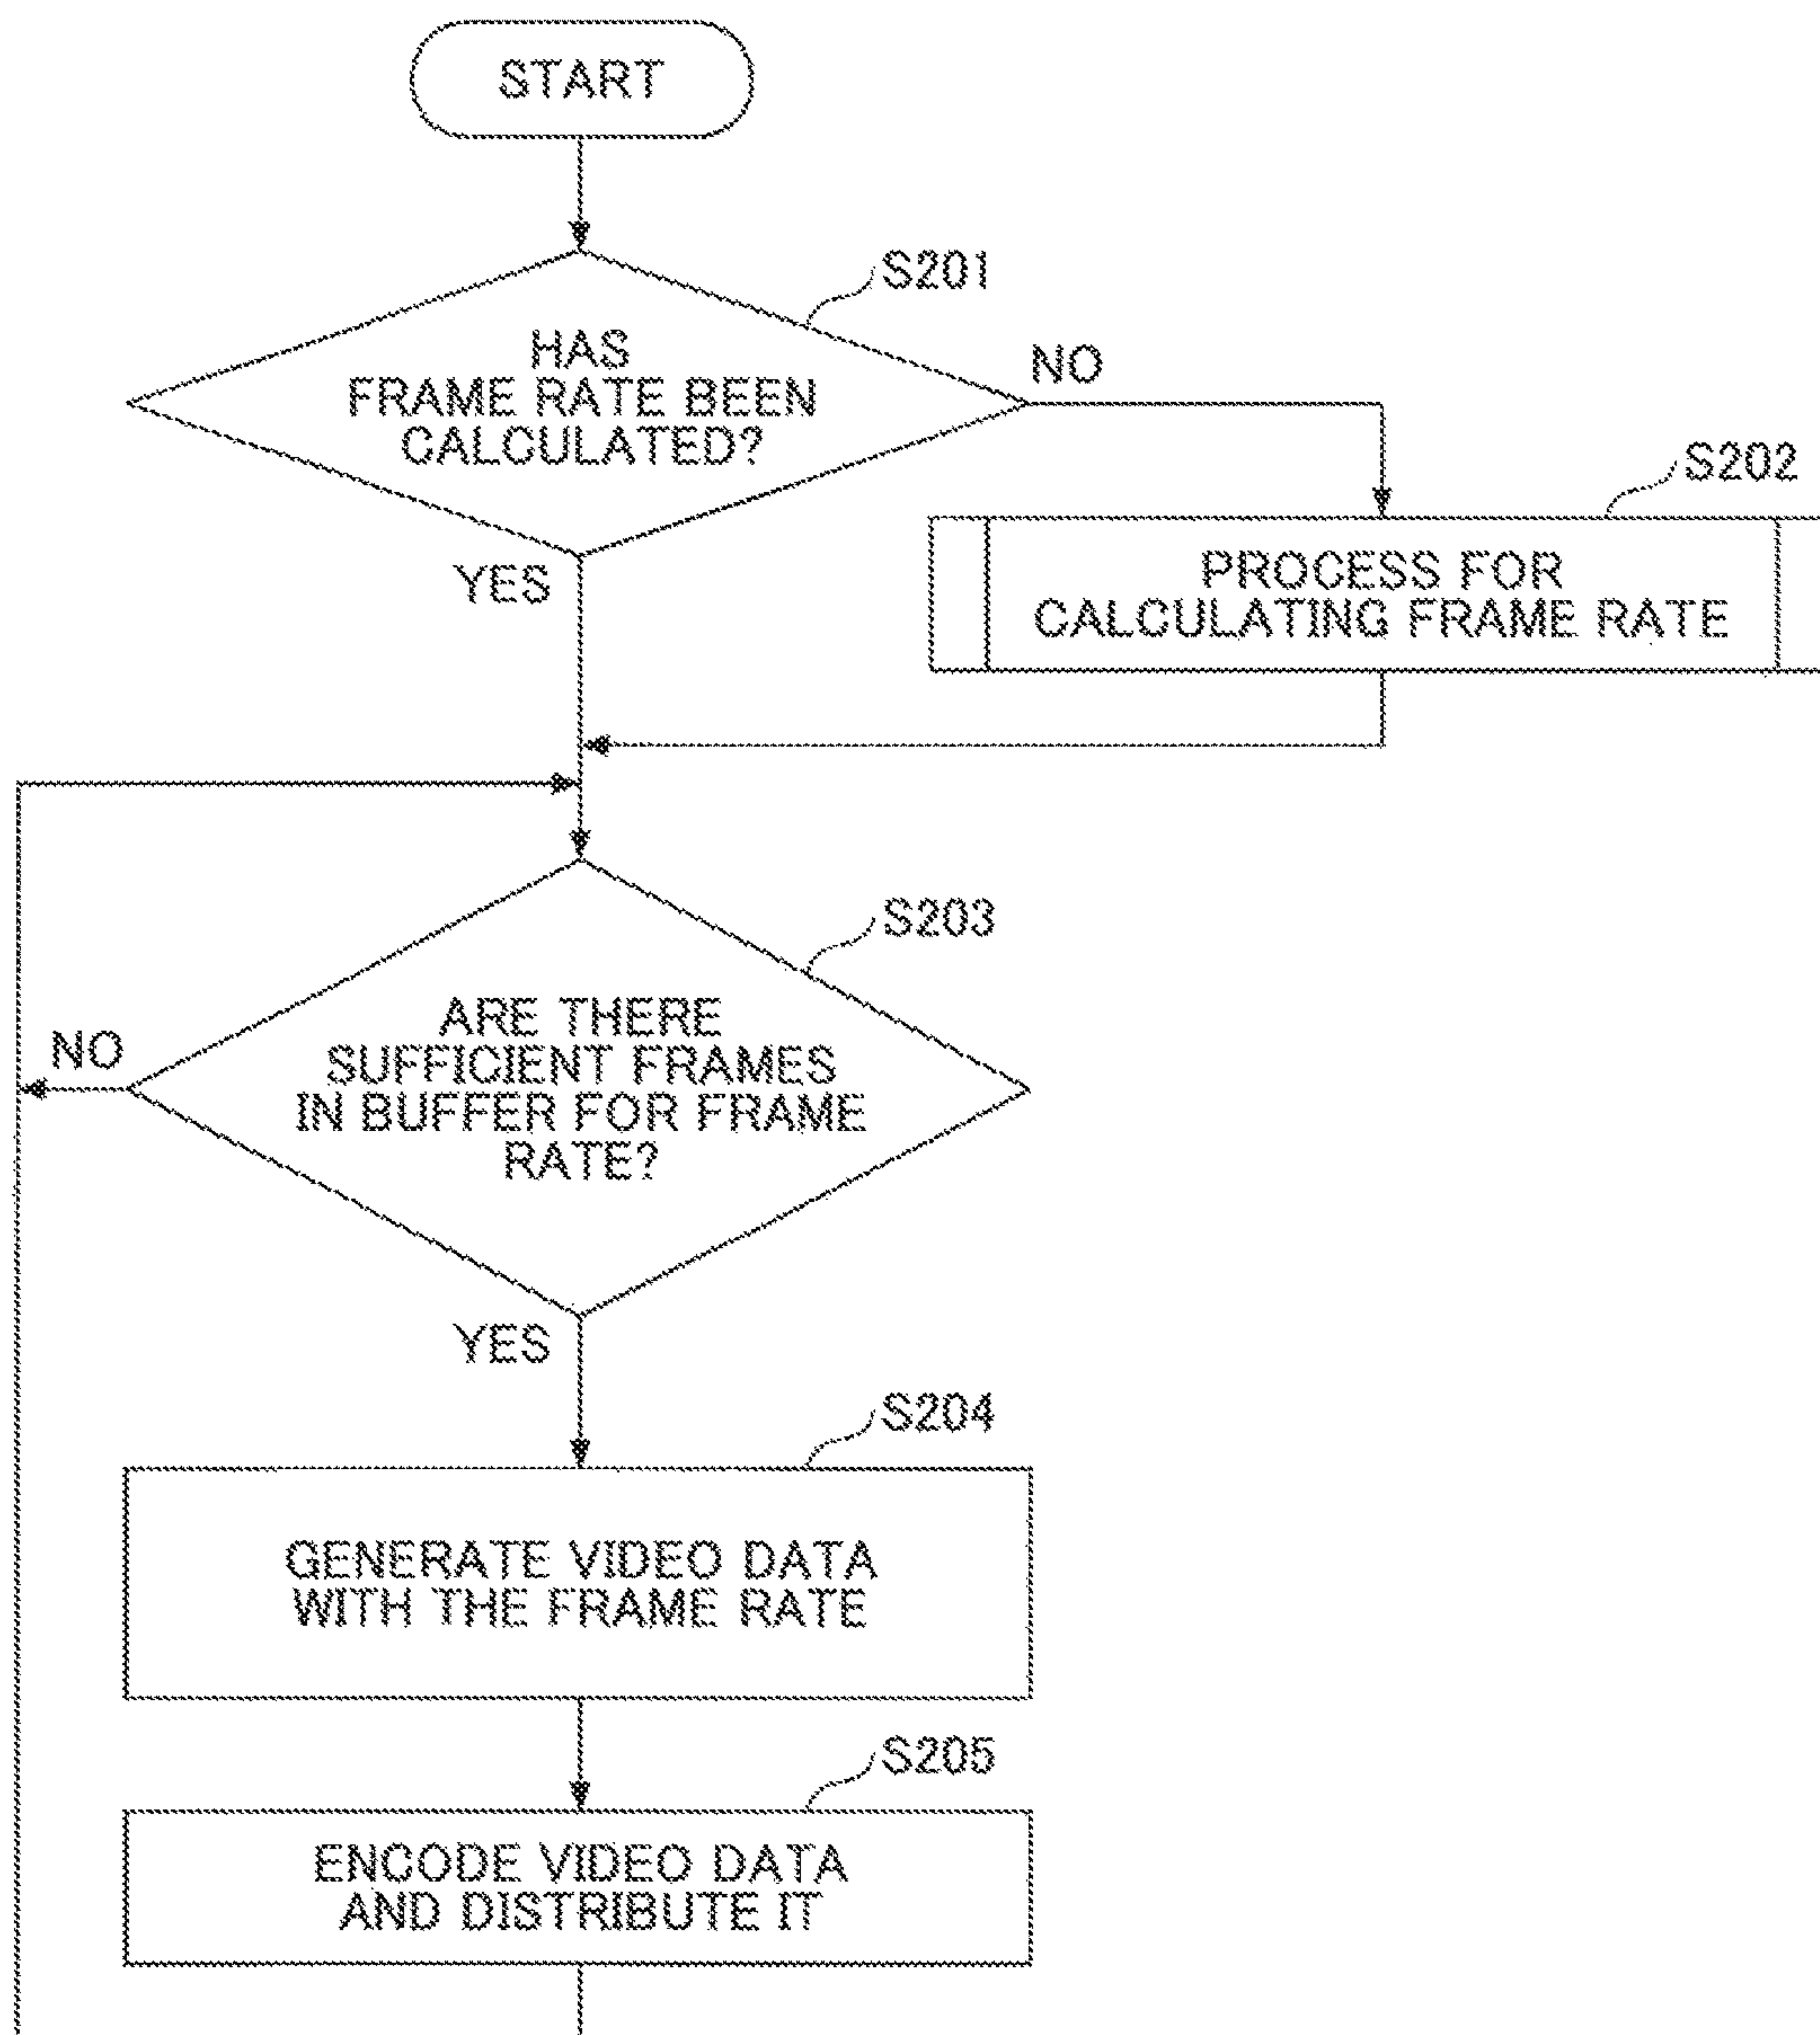 START
S201
HAS
FRAME RATE BEEN
CALCULATED?
NO
YES
S202
PROCESS FOR
CALCULATING FRAME RATE
S203
ARE THERE
SUFFICIENT FRAMES
IN BUFFER FOR FRAME
RATE?
NO
YES
S204
GENERATE VIDEO DATA
WITH THE FRAME RATE
S205
ENCODE VIDEO DATA
AND DISTRIBUTE IT